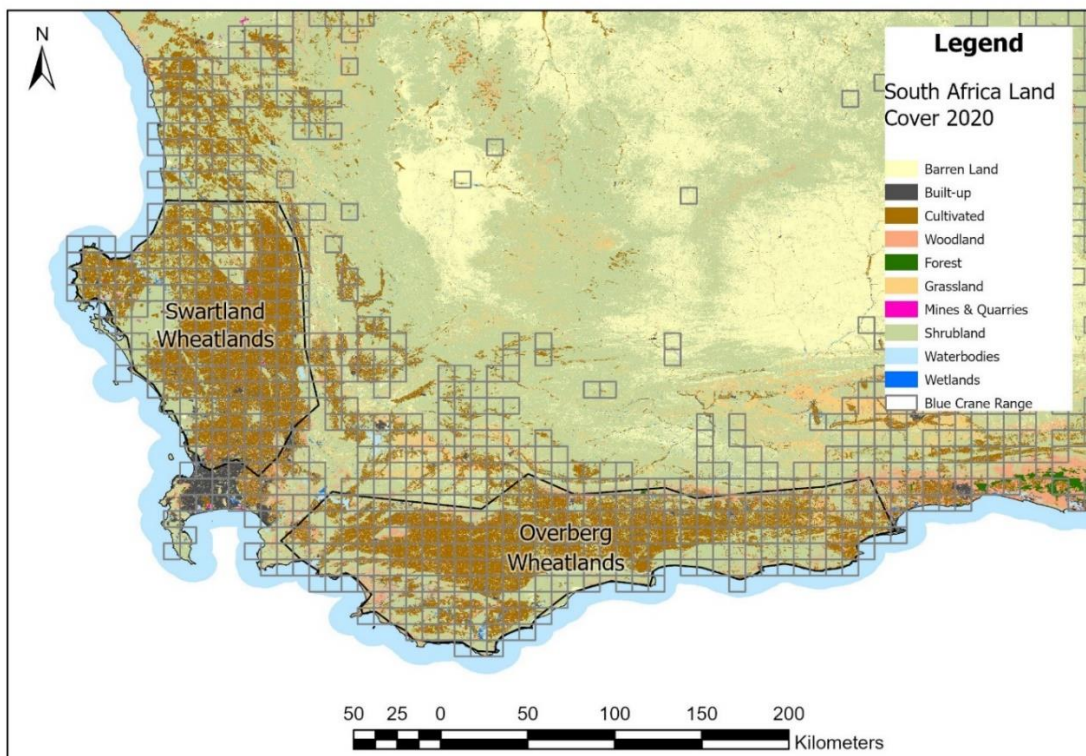 N
Legend
South Africa Land
Cover 2020
Barren Land
Built-up
Cultivated
Woodland
Forest
Grassland
Mines & Quarries
Shrubland
Waterbodies
Wetlands
Blue Crane Range
Swartland
Wheatlands
Overberg
Wheatlands
50 25 0 50 100 150 200
Kilometers